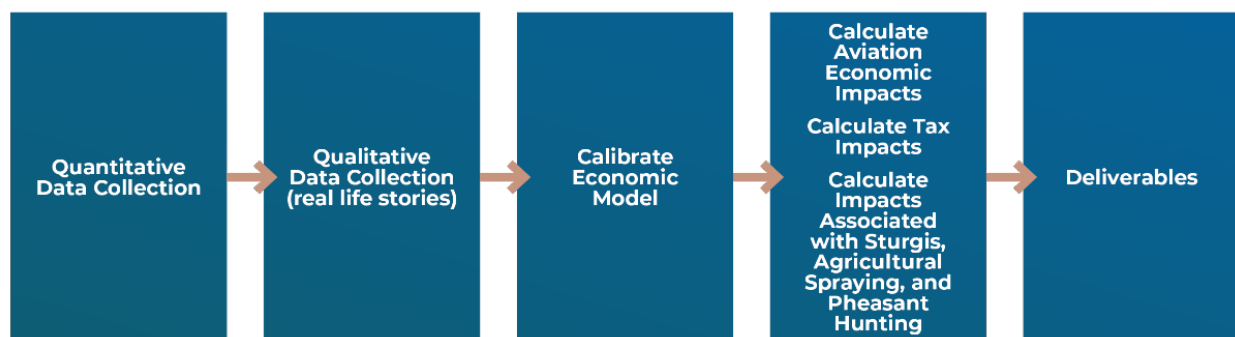 Quantitative
Data Collection
Qualitative
Data Collection
(real life stories)
Calibrate
Economic
Model
Calculate
Aviation
Economic
Impacts
Calculate Tax
Impacts
Calculate
Impacts
Associated
with Sturgis,
Agricultural
Spraying, and
Pheasant
Hunting
Deliverables